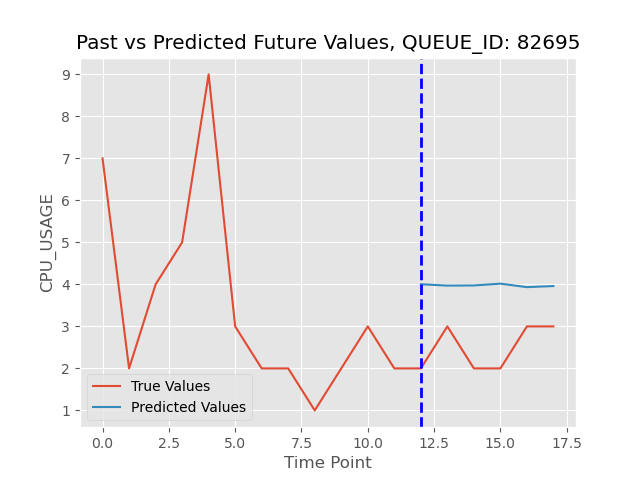 Past vs Predicted Future Values, QUEUE_ID: 82695
9
8
7
6
5
4
3
2
1
CPU_USAGE
True Values
Predicted Values
0.0 2.5 5.0 7.5 10.0 12.5 15.0 17.5
Time Point